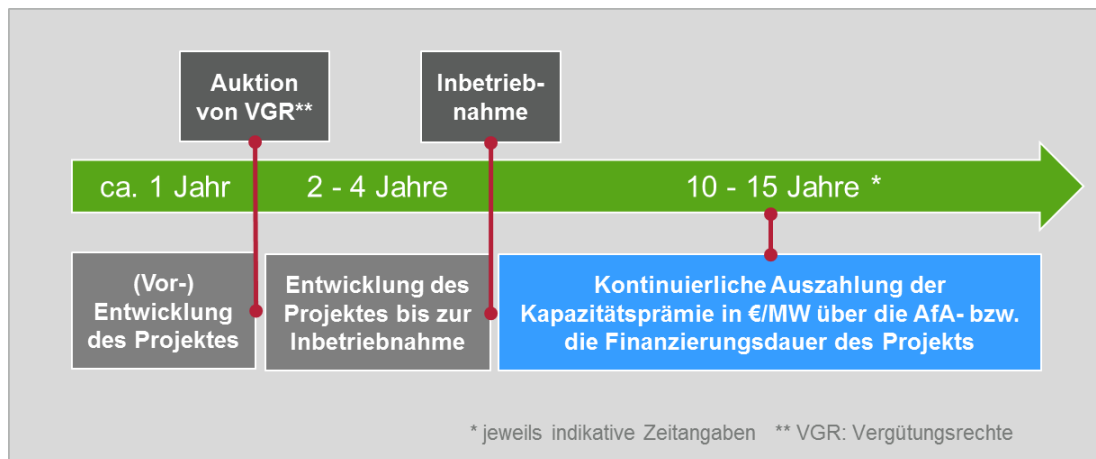 Auktion
von VGR**
Inbetrieb-
nahme
ca. 1 Jahr
2 - 4 Jahre
10 - 15 Jahre *
(Vor-)
Entwicklung
des Projektes
Entwicklung des
Projektes bis zur
Inbetriebnahme
Kontinuierliche Auszahlung der
Kapazitätsprämie in €/MW über die AfA- bzw.
die Finanzierungsdauer des Projekts
* jeweils indikative Zeitangaben ** VGR: Vergütungsrechte